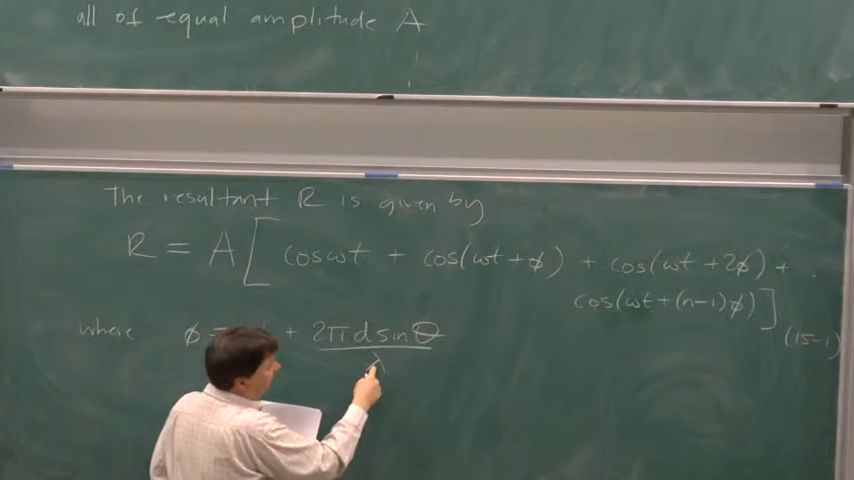 all of equal amplitude A
The resultant R is given by
R = A [ cos ωt + cos(ωt + ϕ) + cos(ωt + 2ϕ) +
cos(ωt + (n-1)ϕ) ]
(15-1)
where ϕ = + 2π d sin Θ
λ